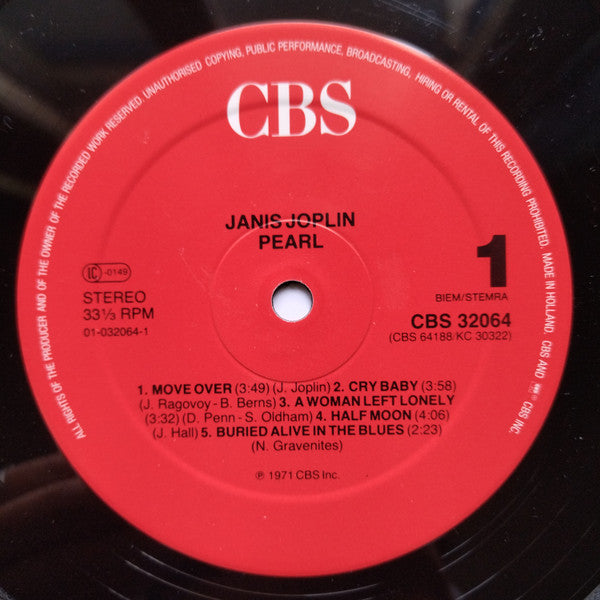 ALL RIGHTS OF THE PRODUCER AND OF THE OWNER OF THE RECORDED WORK RESERVED. UNAUTHORISED COPYING, PUBLIC PERFORMANCE, BROADCASTING, HIRING OR RENTAL OF THIS RECORDING PROHIBITED. MADE IN HOLLAND. CBS AND ARE ® CBS INC.
CBS
JANIS JOPLIN
PEARL
LC -0149
STEREO
33⅓ RPM
01-032064-1
1
BIEM/STEMRA
CBS 32064
(CBS 64188/KC 30322)
1. MOVE OVER (3:49) (J. Joplin) 2. CRY BABY (3:58)
(J. Ragovoy - B. Berns) 3. A WOMAN LEFT LONELY
(3:32) (D. Penn - S. Oldham) 4. HALF MOON (4:06)
(J. Hall) 5. BURIED ALIVE IN THE BLUES (2:23)
(N. Gravenites)
℗ 1971 CBS Inc.